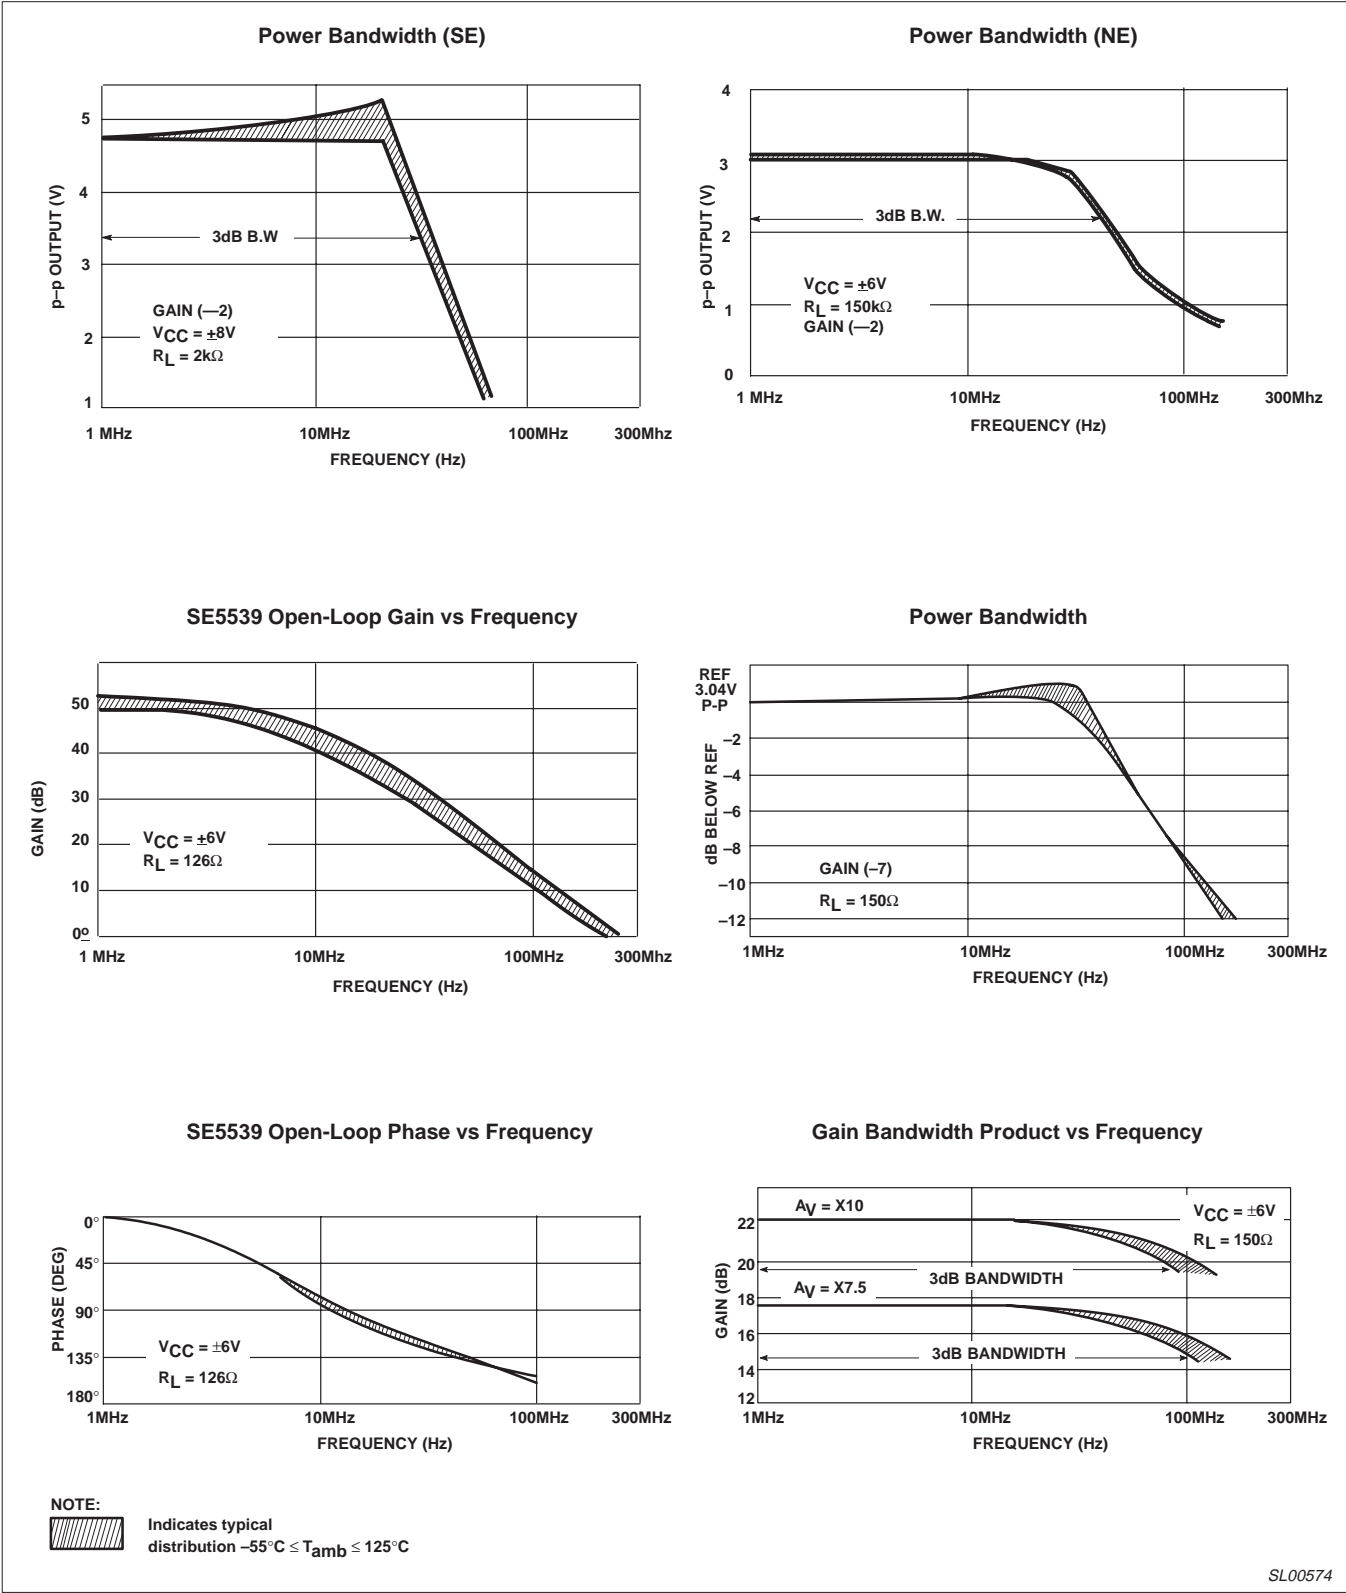 Power Bandwidth (SE)
5
4
3
2
1
p–p OUTPUT (V)
3dB B.W
GAIN (—2)
VCC = ±8V
RL = 2kΩ
1 MHz 10MHz 100MHz 300Mhz
FREQUENCY (Hz)
Power Bandwidth (NE)
4
3
2
1
0
p–p OUTPUT (V)
3dB B.W.
VCC = ±6V
RL = 150kΩ
GAIN (—2)
1 MHz 10MHz 100MHz 300MHz
FREQUENCY (Hz)
SE5539 Open-Loop Gain vs Frequency
50
40
30
20
10
0º
GAIN (dB)
VCC = ±6V
RL = 126Ω
1 MHz 10MHz 100MHz 300Mhz
FREQUENCY (Hz)
Power Bandwidth
REF
3.04V
P-P
–2
–4
–6
–8
–10
–12
dB BELOW REF
GAIN (–7)
RL = 150Ω
1MHz 10MHz 100MHz 300MHz
FREQUENCY (Hz)
SE5539 Open-Loop Phase vs Frequency
0°
45°
90°
135°
180°
PHASE (DEG)
VCC = ±6V
RL = 126Ω
1MHz 10MHz 100MHz 300MHz
FREQUENCY (Hz)
Gain Bandwidth Product vs Frequency
22
20
18
16
14
12
GAIN (dB)
AV = X10
VCC = ±6V
RL = 150Ω
3dB BANDWIDTH
AV = X7.5
3dB BANDWIDTH
1MHz 10MHz 100MHz 300MHz
FREQUENCY (Hz)
NOTE:
Indicates typical
distribution –55°C ≤ Tamb ≤ 125°C
SL00574